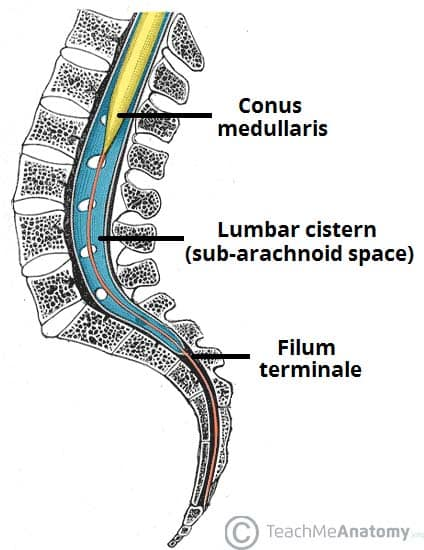 Conus
medullaris
Lumbar cistern
(sub-arachnoid space)
Filum
terminale
© TeachMeAnatomy